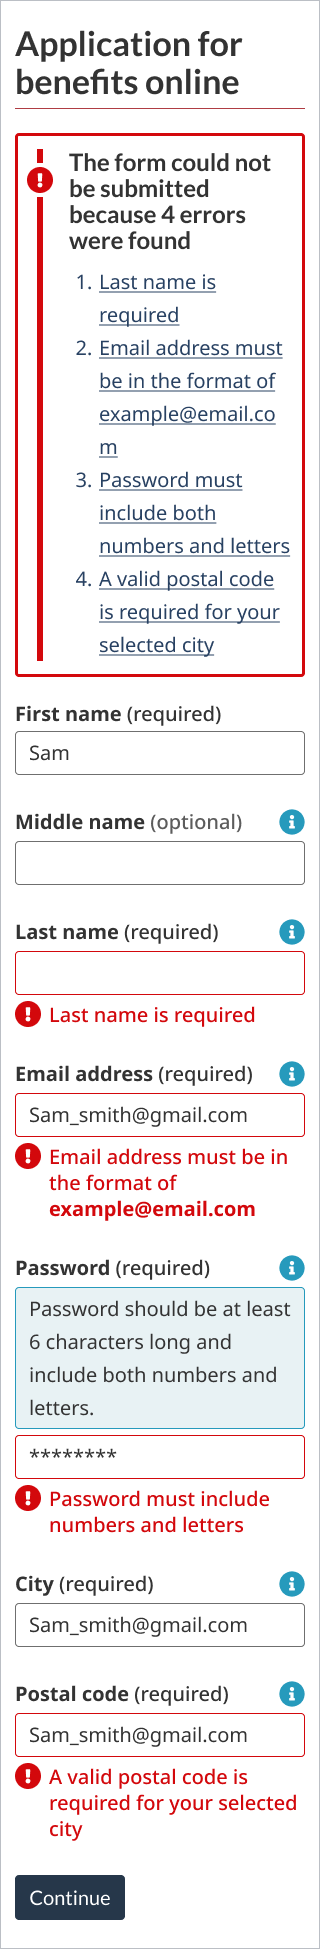 Application for
benefits online
The form could not
be submitted
because 4 errors
were found
1. Last name is
required
2. Email address must
be in the format of
example@email.co
m
3. Password must
include both
numbers and letters
4. A valid postal code
is required for your
selected city
First name (required)
Sam
Middle name (optional)
Last name (required)
Last name is required
Email address (required)
Sam_smith@gmail.com
Email address must be in
the format of
example@email.com
Password (required)
Password should be at least
6 characters long and
include both numbers and
letters.
********
Password must include
numbers and letters
City (required)
Sam_smith@gmail.com
Postal code (required)
Sam_smith@gmail.com
A valid postal code is
required for your selected
city
Continue